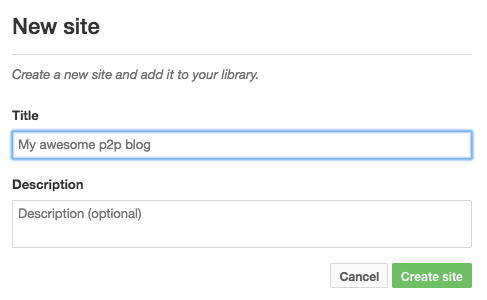 New site
Create a new site and add it to your library.
Title
My awesome p2p blog
Description
Description (optional)
Cancel Create site